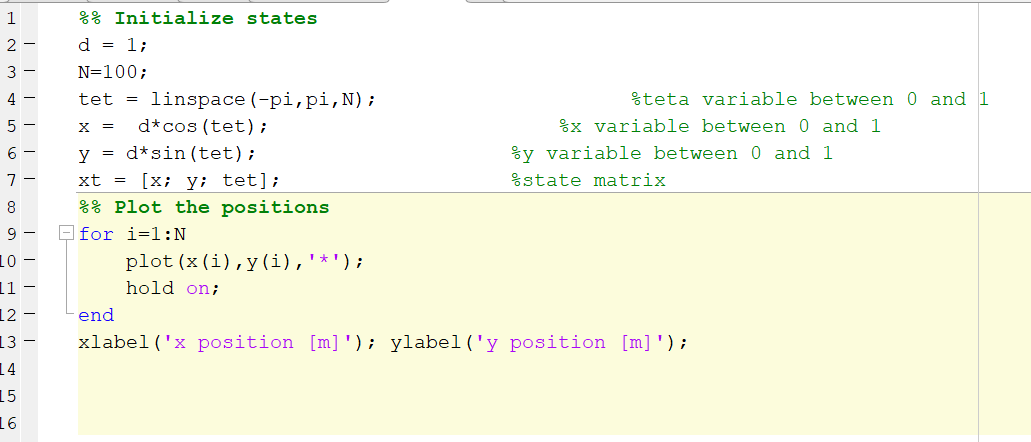 1 %% Initialize states
2 – d = 1;
3 – N=100;
4 – tet = linspace(-pi,pi,N); %teta variable between 0 and 1
5 – x = d*cos(tet); %x variable between 0 and 1
6 – y = d*sin(tet); %y variable between 0 and 1
7 – xt = [x; y; tet]; %state matrix
8 %% Plot the positions
9 – for i=1:N
10 – plot(x(i),y(i),'*');
11 – hold on;
12 – end
13 – xlabel('x position [m]'); ylabel('y position [m]');
14
15
16